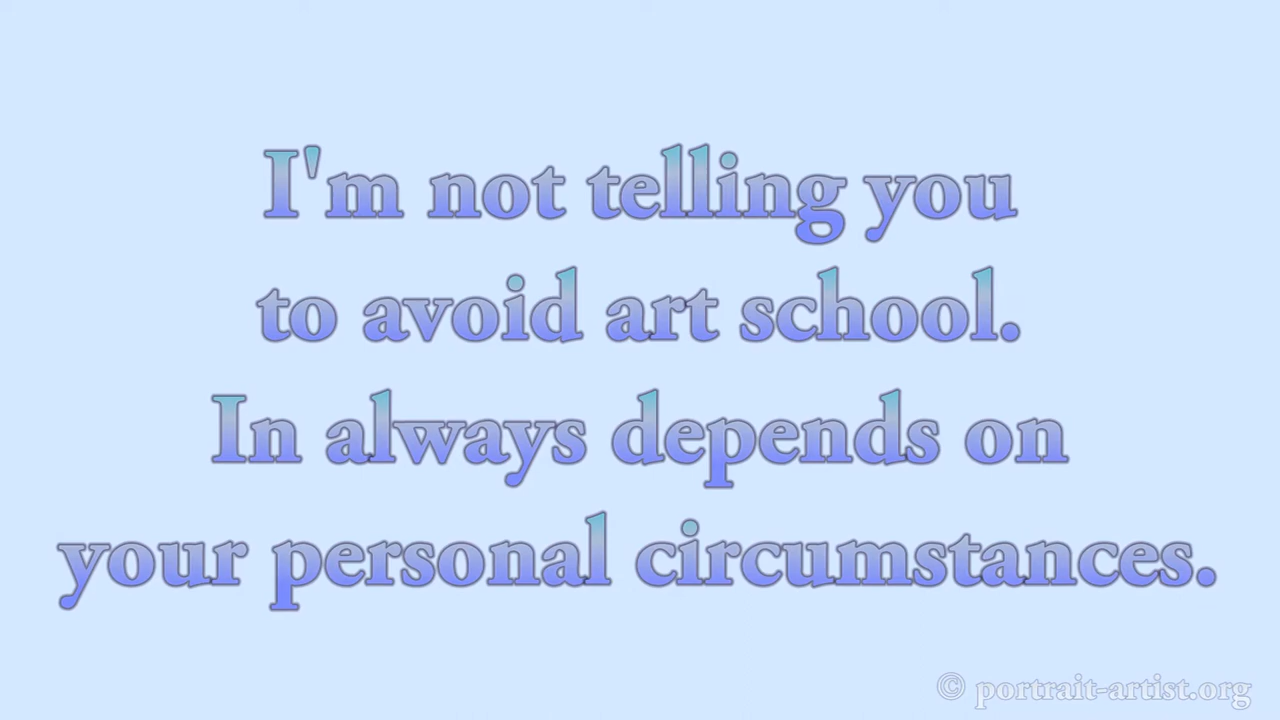 I'm not telling you
to avoid art school.
In always depends on
your personal circumstances.
© portrait-artist.org